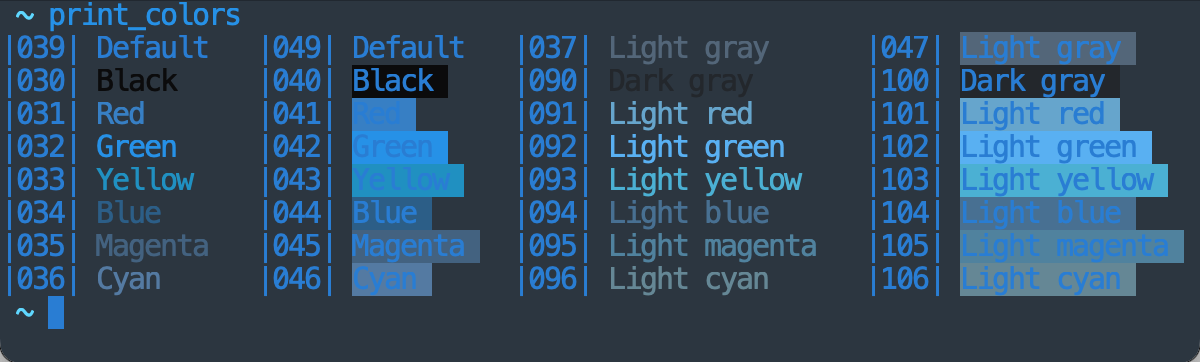 ~ print_colors
|039| Default |049| Default |037| Light gray |047| Light gray
|030| Black |040| Black |090| Dark gray |100| Dark gray
|031| Red |041| Red |091| Light red |101| Light red
|032| Green |042| Green |092| Light green |102| Light green
|033| Yellow |043| Yellow |093| Light yellow |103| Light yellow
|034| Blue |044| Blue |094| Light blue |104| Light blue
|035| Magenta |045| Magenta |095| Light magenta |105| Light magenta
|036| Cyan |046| Cyan |096| Light cyan |106| Light cyan
~